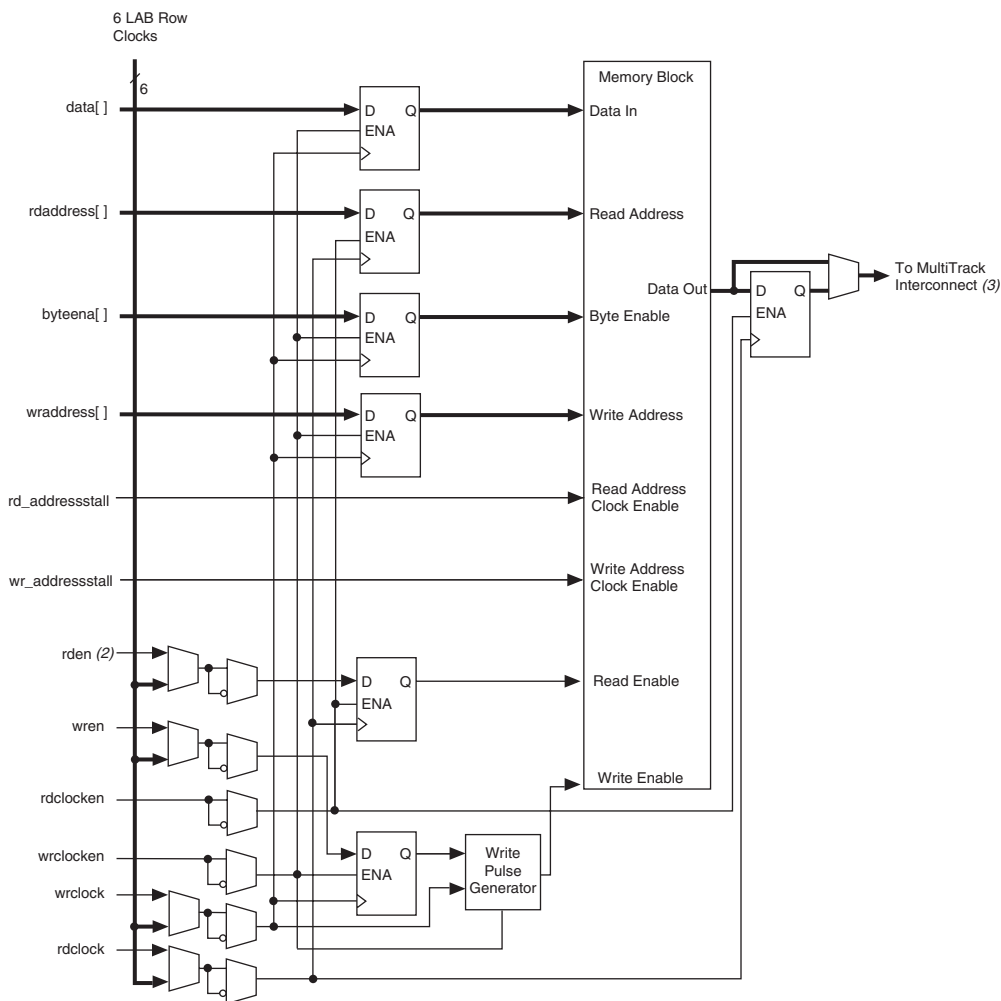 6 LAB Row
Clocks
6
Memory Block
data[ ]
D Q
ENA
Data In
rdaddress[ ]
D Q
ENA
Read Address
To MultiTrack
Interconnect (3)
Data Out
D Q
ENA
byteena[ ]
D Q
ENA
Byte Enable
wraddress[ ]
D Q
ENA
Write Address
rd_addressstall
Read Address
Clock Enable
wr_addressstall
Write Address
Clock Enable
rden (2)
D Q
ENA
Read Enable
wren
Write Enable
rdclocken
wrclocken
D Q
ENA
Write
Pulse
Generator
wrclock
rdclock